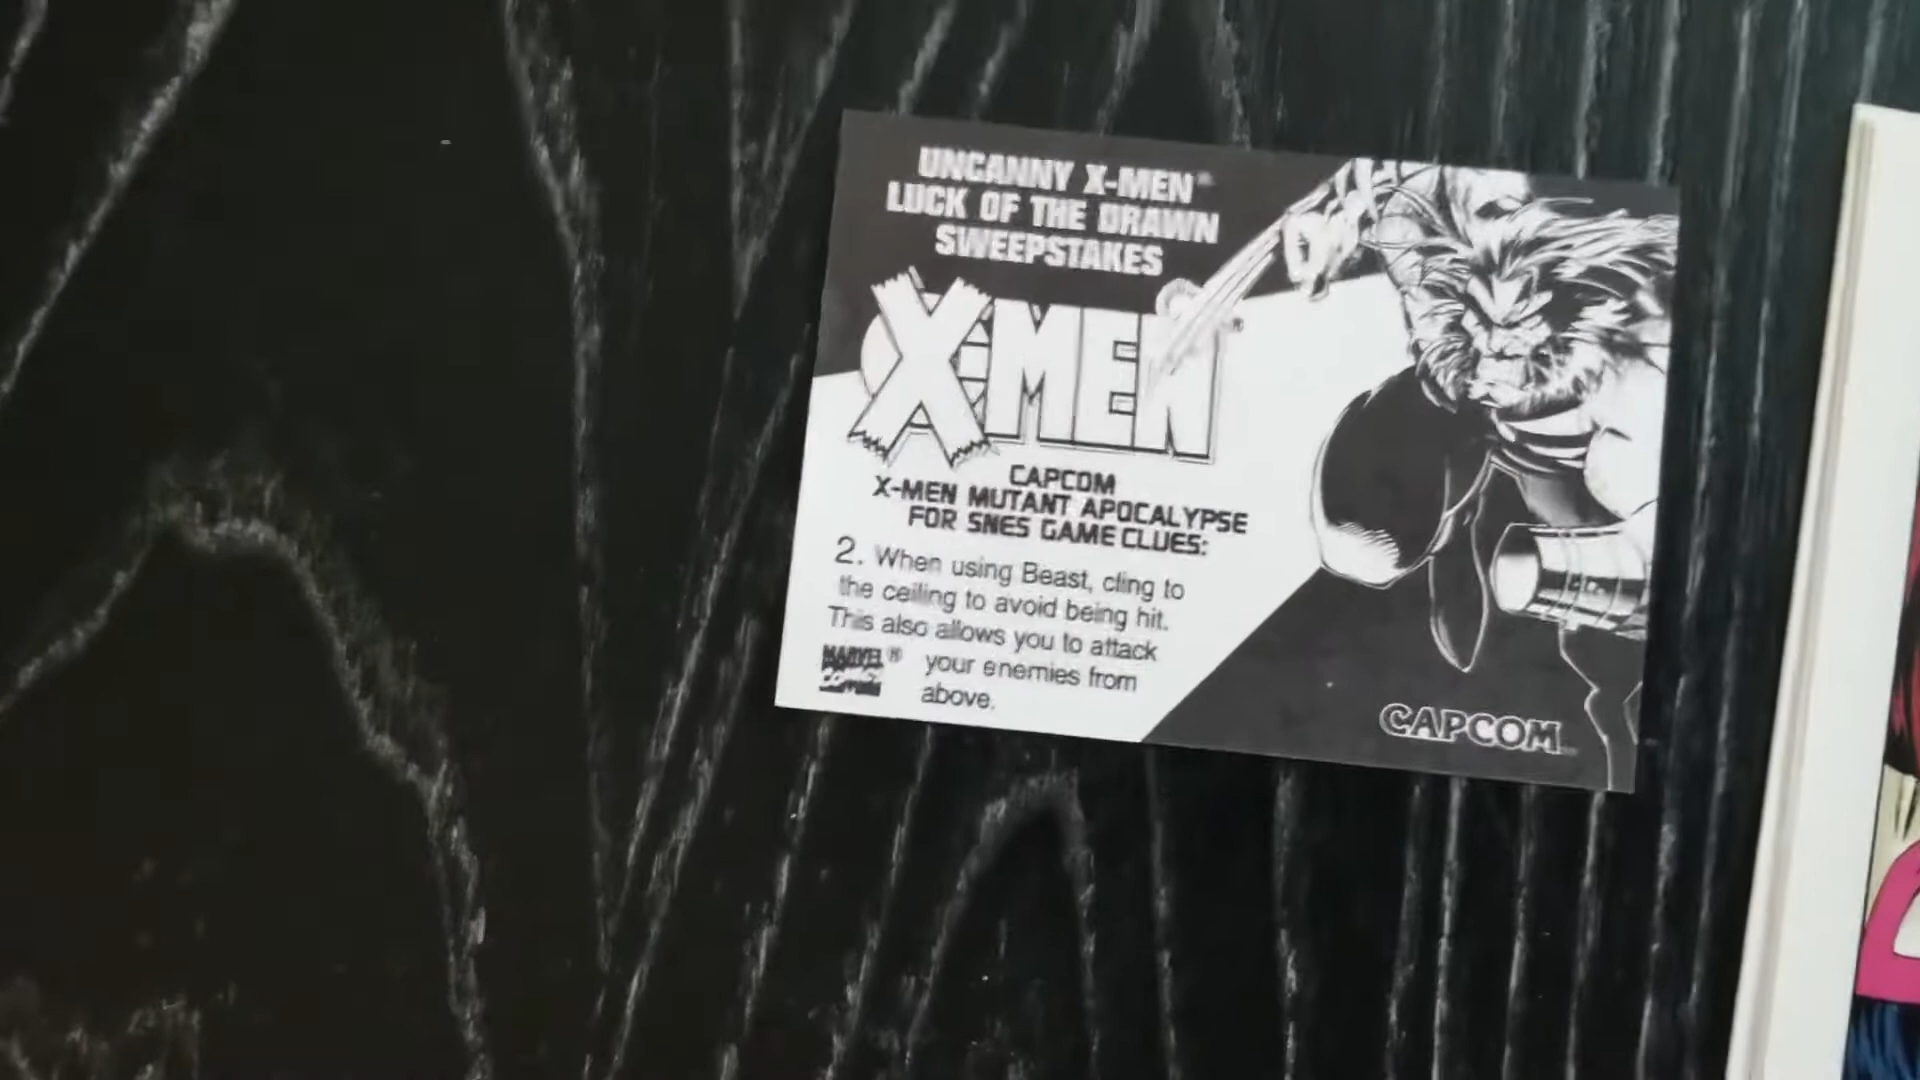 UNCANNY X-MEN®
LUCK OF THE DRAWN
SWEEPSTAKES
X-MEN®
CAPCOM
X-MEN MUTANT APOCALYPSE
FOR SNES GAME CLUES:
2. When using Beast, cling to
the ceiling to avoid being hit.
This also allows you to attack
your enemies from
above.
MARVEL®
COMICS
CAPCOM